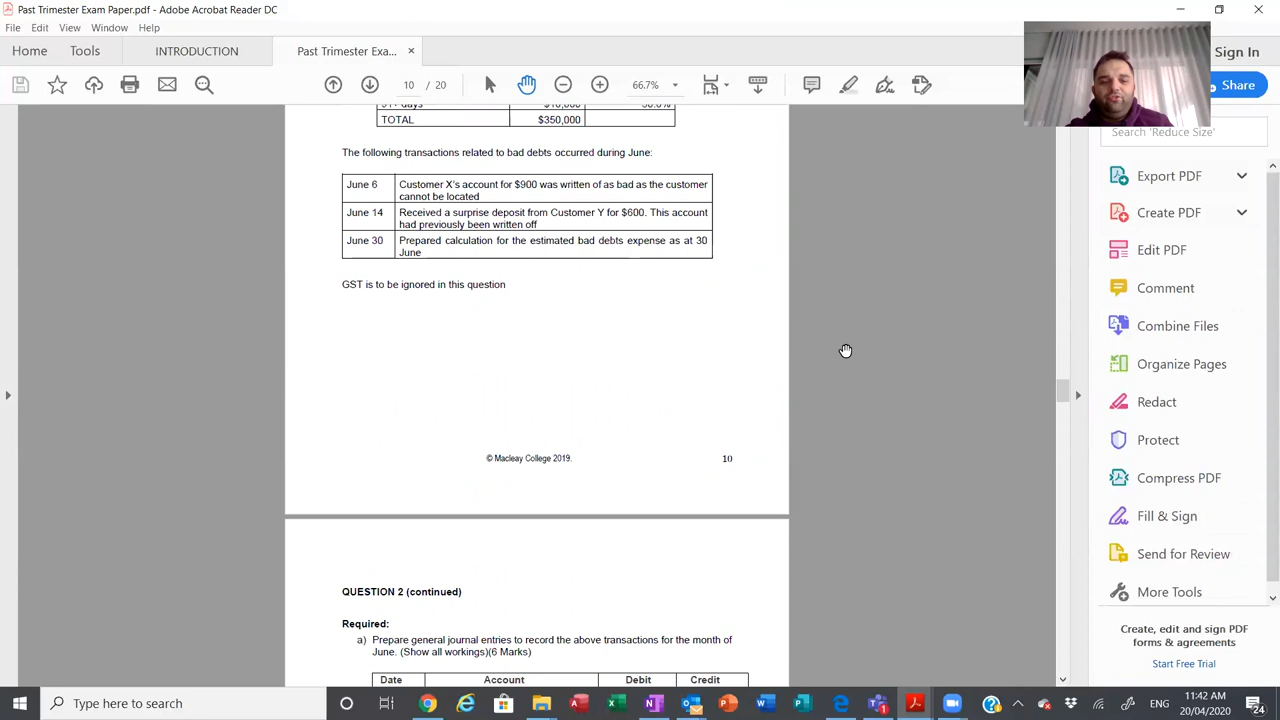 Past Trimester Exam Paper.pdf - Adobe Acrobat Reader DC
File Edit View Window Help
Home Tools INTRODUCTION Past Trimester Exa... × Sign In
10 / 20 66.7% Share
Search 'Reduce Size'
Export PDF
Create PDF
Edit PDF
Comment
Combine Files
Organize Pages
Redact
Protect
Compress PDF
Fill & Sign
Send for Review
More Tools
Create, edit and sign PDF
forms & agreements
Start Free Trial
91+ days $10,000 50.0%
TOTAL $350,000
The following transactions related to bad debts occurred during June:
June 6 Customer X's account for $900 was written of as bad as the customer
cannot be located
June 14 Received a surprise deposit from Customer Y for $600. This account
had previously been written off
June 30 Prepared calculation for the estimated bad debts expense as at 30
June
GST is to be ignored in this question
© Macleay College 2019. 10
QUESTION 2 (continued)
Required:
a) Prepare general journal entries to record the above transactions for the month of
June. (Show all workings)(6 Marks)
Date Account Debit Credit
Type here to search
ENG
11:42 AM
20/04/2020
24